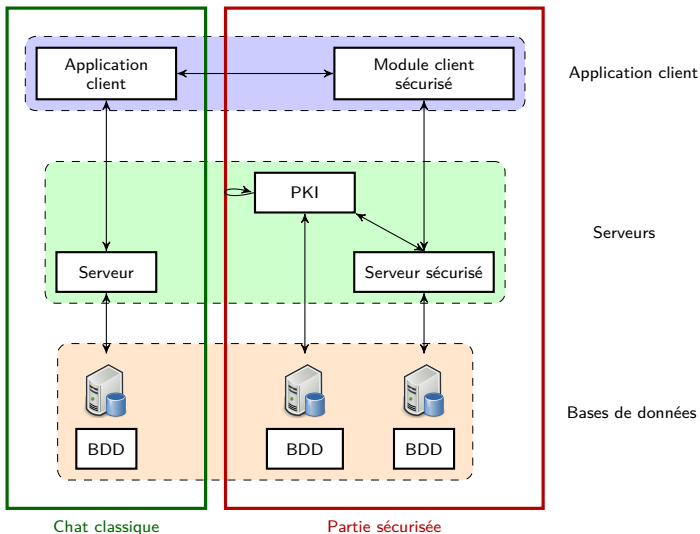 Application
client
Module client
sécurisé
Application client
PKI
Serveurs
Serveur
Serveur sécurisé
BDD
BDD
BDD
Bases de données
Chat classique
Partie sécurisée